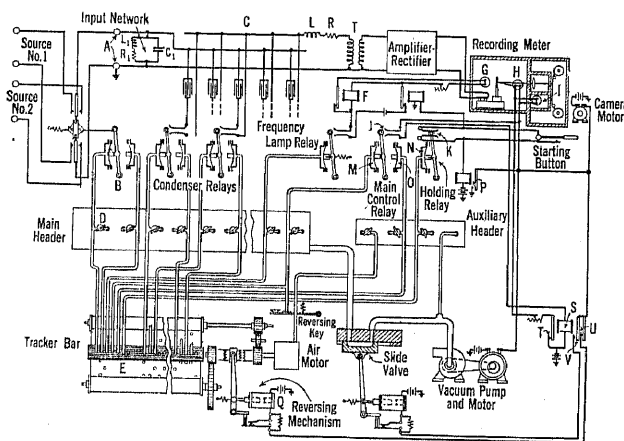 Input Network
C
L
R
T
Source No.1
A
R1
C1
Amplifier-
Rectifier
Recording Meter
G
H
I
F
Source
No.2
Camera
Motor
Frequency
Lamp Relay
J
N
K
Starting
Button
B
Condenser Relays
M
O
Main
Control
Relay
Holding
Relay
P
Main
Header
D
Auxiliary
Header
Reversing
Key
S
U
T
V
Tracker Bar
E
Air
Motor
Slide
Valve
Vacuum Pump
and Motor
Q
Reversing
Mechanism